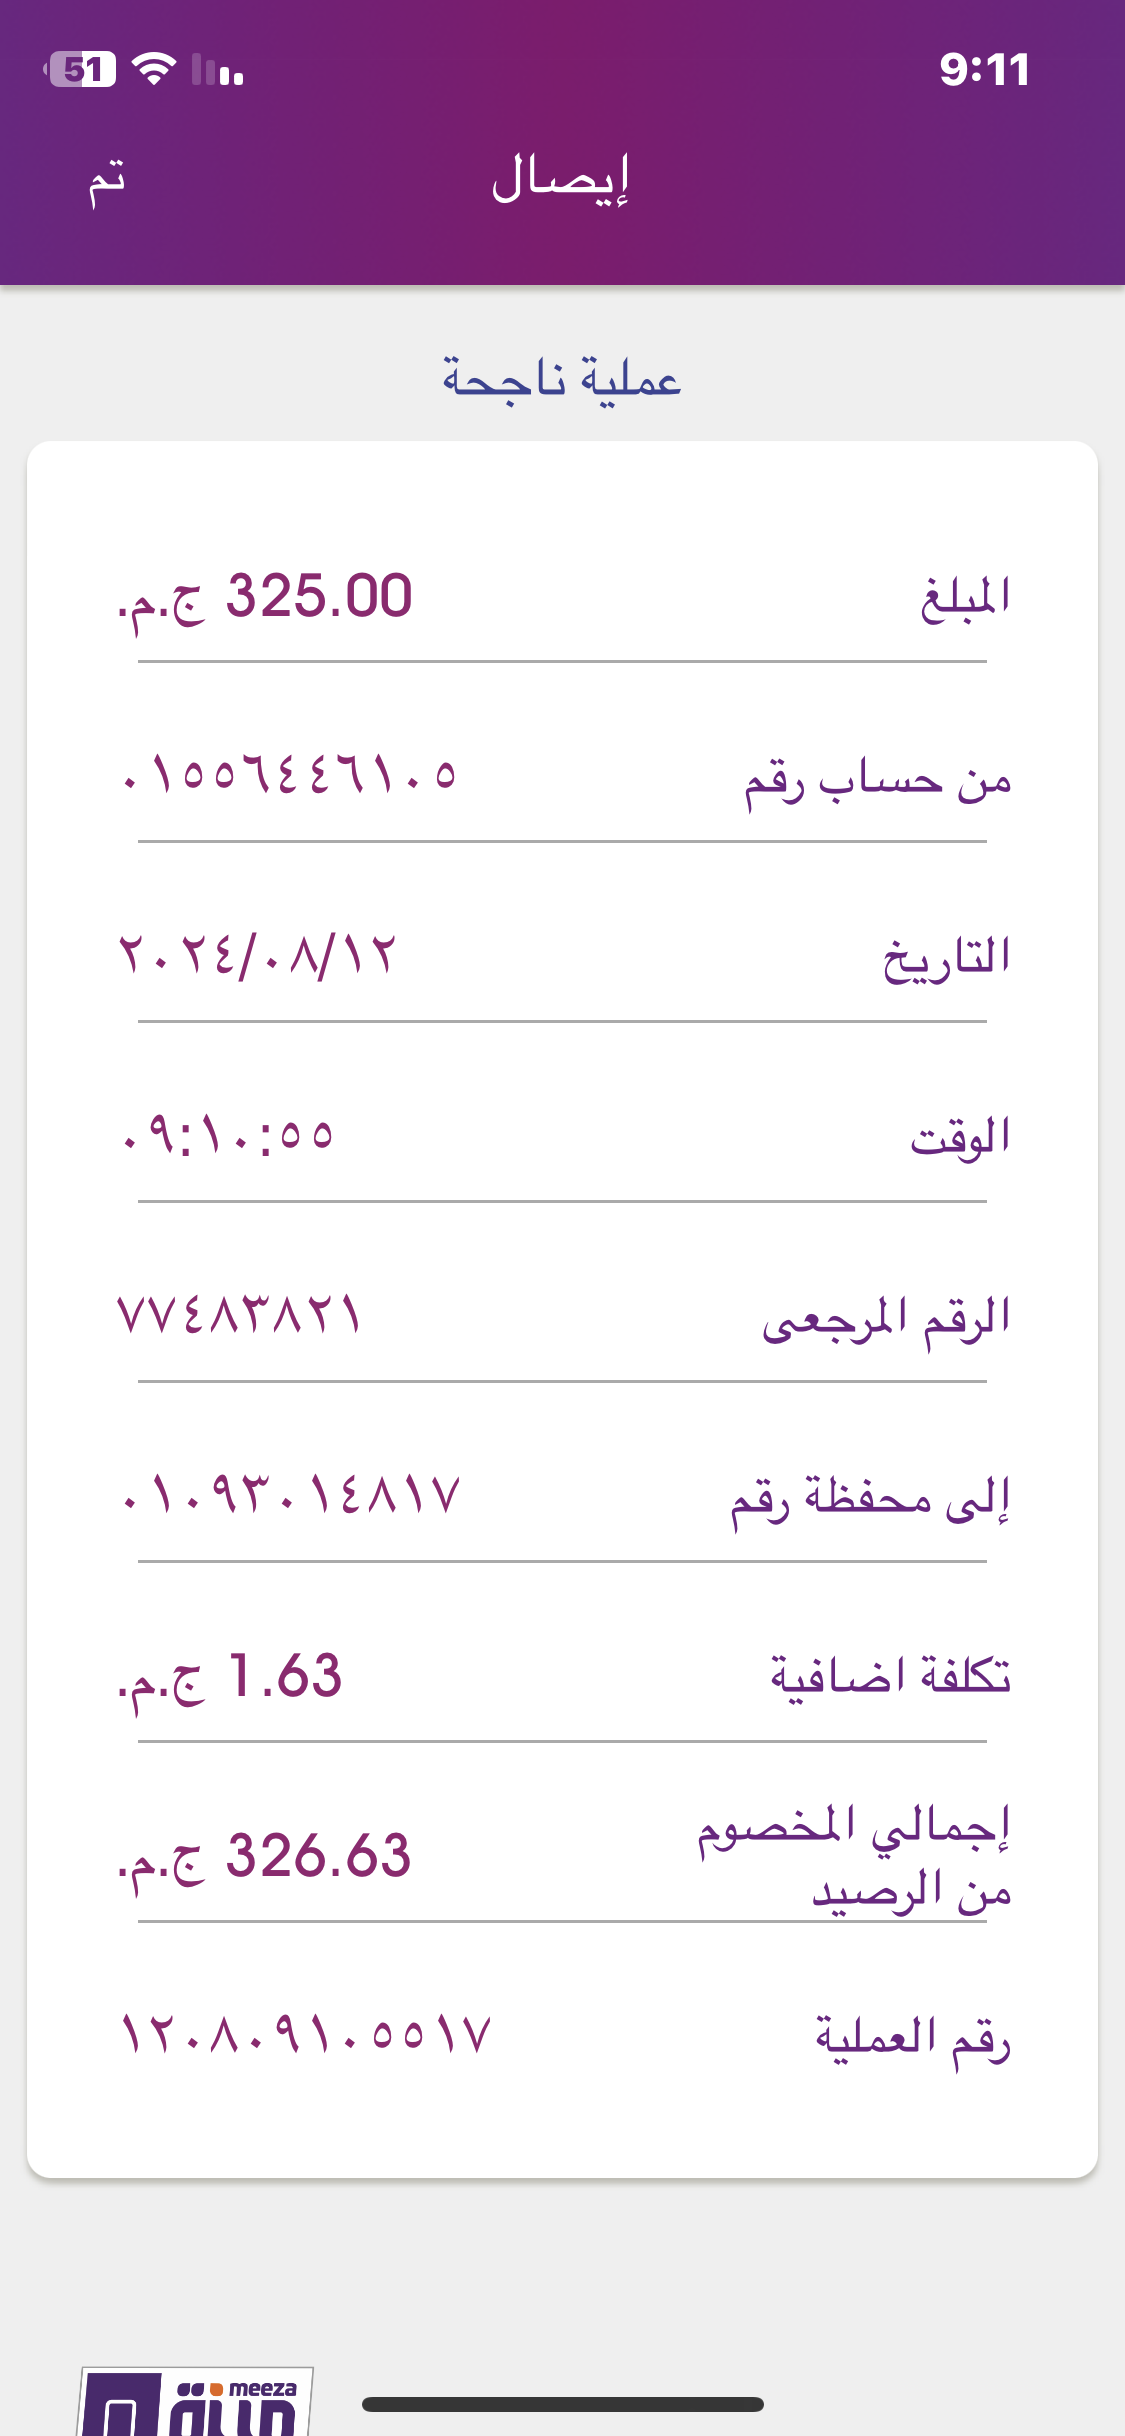 9:11
51
إيصال
تم
عملية ناجحة
المبلغ 325.00 ج.م.
من حساب رقم ٠١٥٥٦٤٤٦١٠٥
التاريخ ٢٠٢٤/٠٨/١٢
الوقت ٠٩:١٠:٥٥
الرقم المرجعى ٧٧٤٨٣٨٢١
إلى محفظة رقم ٠١٠٩٣٠١٤٨١٧
تكلفة اضافية 1.63 ج.م.
إجمالي المخصوم
من الرصيد 326.63 ج.م.
رقم العملية ١٢٠٨٠٩١٠٥٥١٧
meeza
ميزة